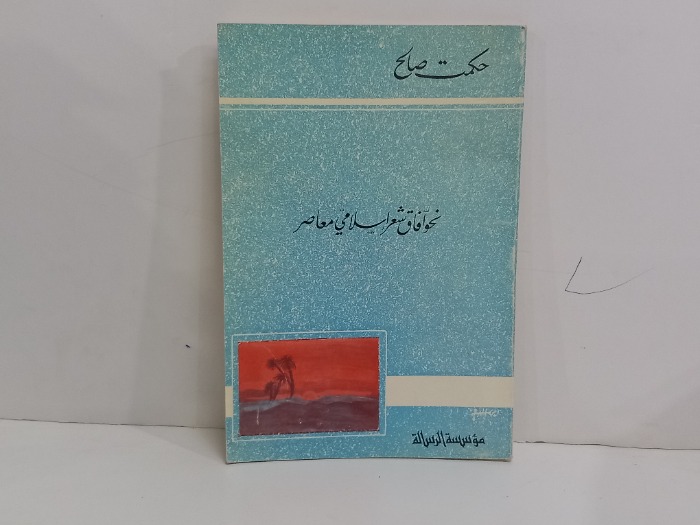 حكمت صالح
نحو آفاق شعر إسلامي معاصر
مؤسسة الرسالة